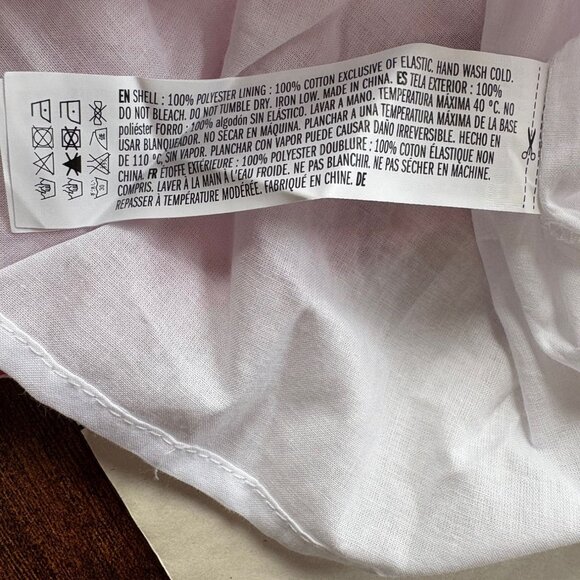 EN SHELL : 100% POLYESTER LINING : 100% COTTON EXCLUSIVE OF ELASTIC. HAND WASH COLD.
DO NOT BLEACH. DO NOT TUMBLE DRY. IRON LOW. MADE IN CHINA. ES TELA EXTERIOR : 100%
poliéster FORRO : 100% algodón SIN ELÁSTICO. LAVAR A MANO. TEMPERATURA MÁXIMA 40 °C. NO
USAR BLANQUEADOR. NO SECAR EN MÁQUINA. PLANCHAR A UNA TEMPERATURA MÁXIMA DE LA BASE
DE 110 °C, SIN VAPOR. PLANCHAR CON VAPOR PUEDE CAUSAR DAÑO IRREVERSIBLE. HECHO EN
CHINA. FR ÉTOFFE EXTÉRIEURE : 100% POLYESTER DOUBLURE : 100% COTON ÉLASTIQUE NON
COMPRIS. LAVER À LA MAIN À L'EAU FROIDE. NE PAS BLANCHIR. NE PAS SÉCHER EN MACHINE.
REPASSER À TEMPÉRATURE MODÉRÉE. FABRIQUÉ EN CHINE. DE